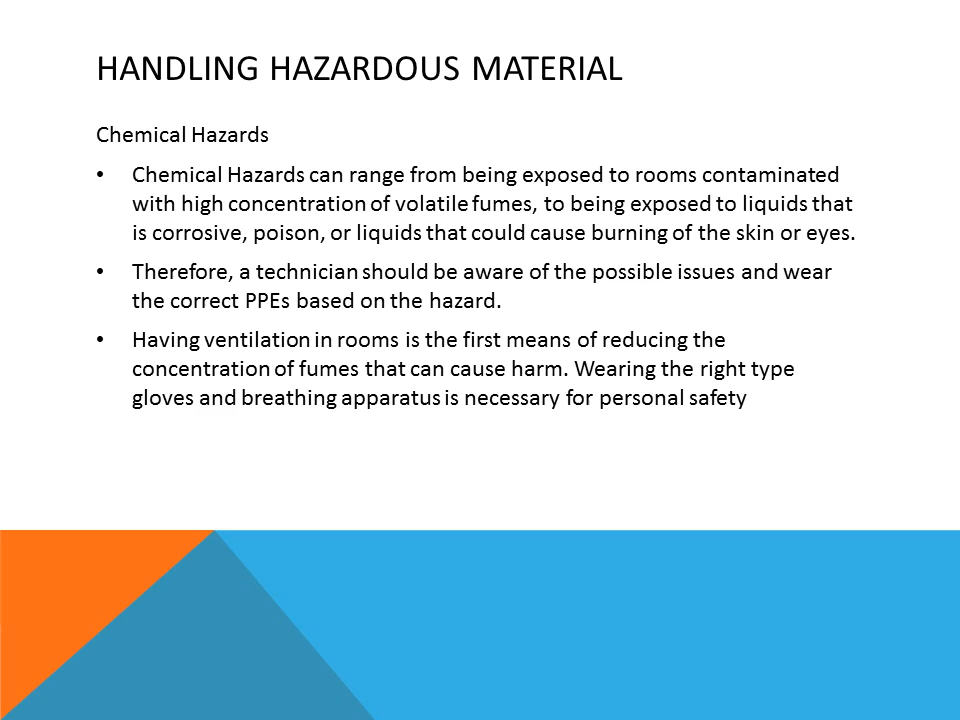 HANDLING HAZARDOUS MATERIAL
Chemical Hazards
• Chemical Hazards can range from being exposed to rooms contaminated
with high concentration of volatile fumes, to being exposed to liquids that
is corrosive, poison, or liquids that could cause burning of the skin or eyes.
• Therefore, a technician should be aware of the possible issues and wear
the correct PPEs based on the hazard.
• Having ventilation in rooms is the first means of reducing the
concentration of fumes that can cause harm. Wearing the right type
gloves and breathing apparatus is necessary for personal safety